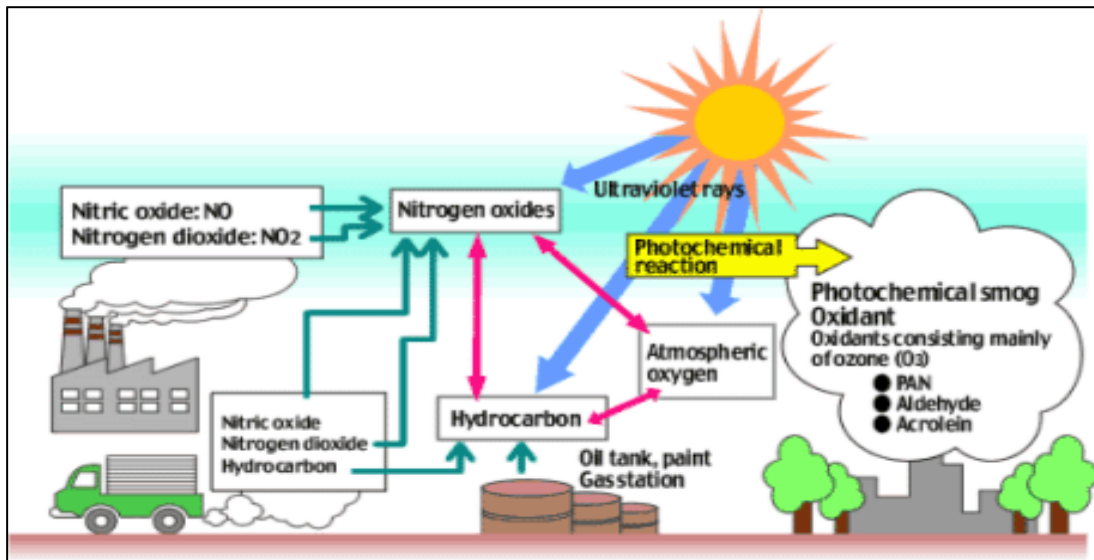 Ultraviolet rays
Nitric oxide: NO
Nitrogen dioxide: NO2
Nitrogen oxides
Photochemical
reaction
Photochemical smog
Oxidant
Oxidants consisting mainly
of ozone (O3)
● PAN
● Aldehyde
● Acrolein
Atmospheric
oxygen
Nitric oxide
Nitrogen dioxide
Hydrocarbon
Hydrocarbon
Oil tank, paint
Gas station